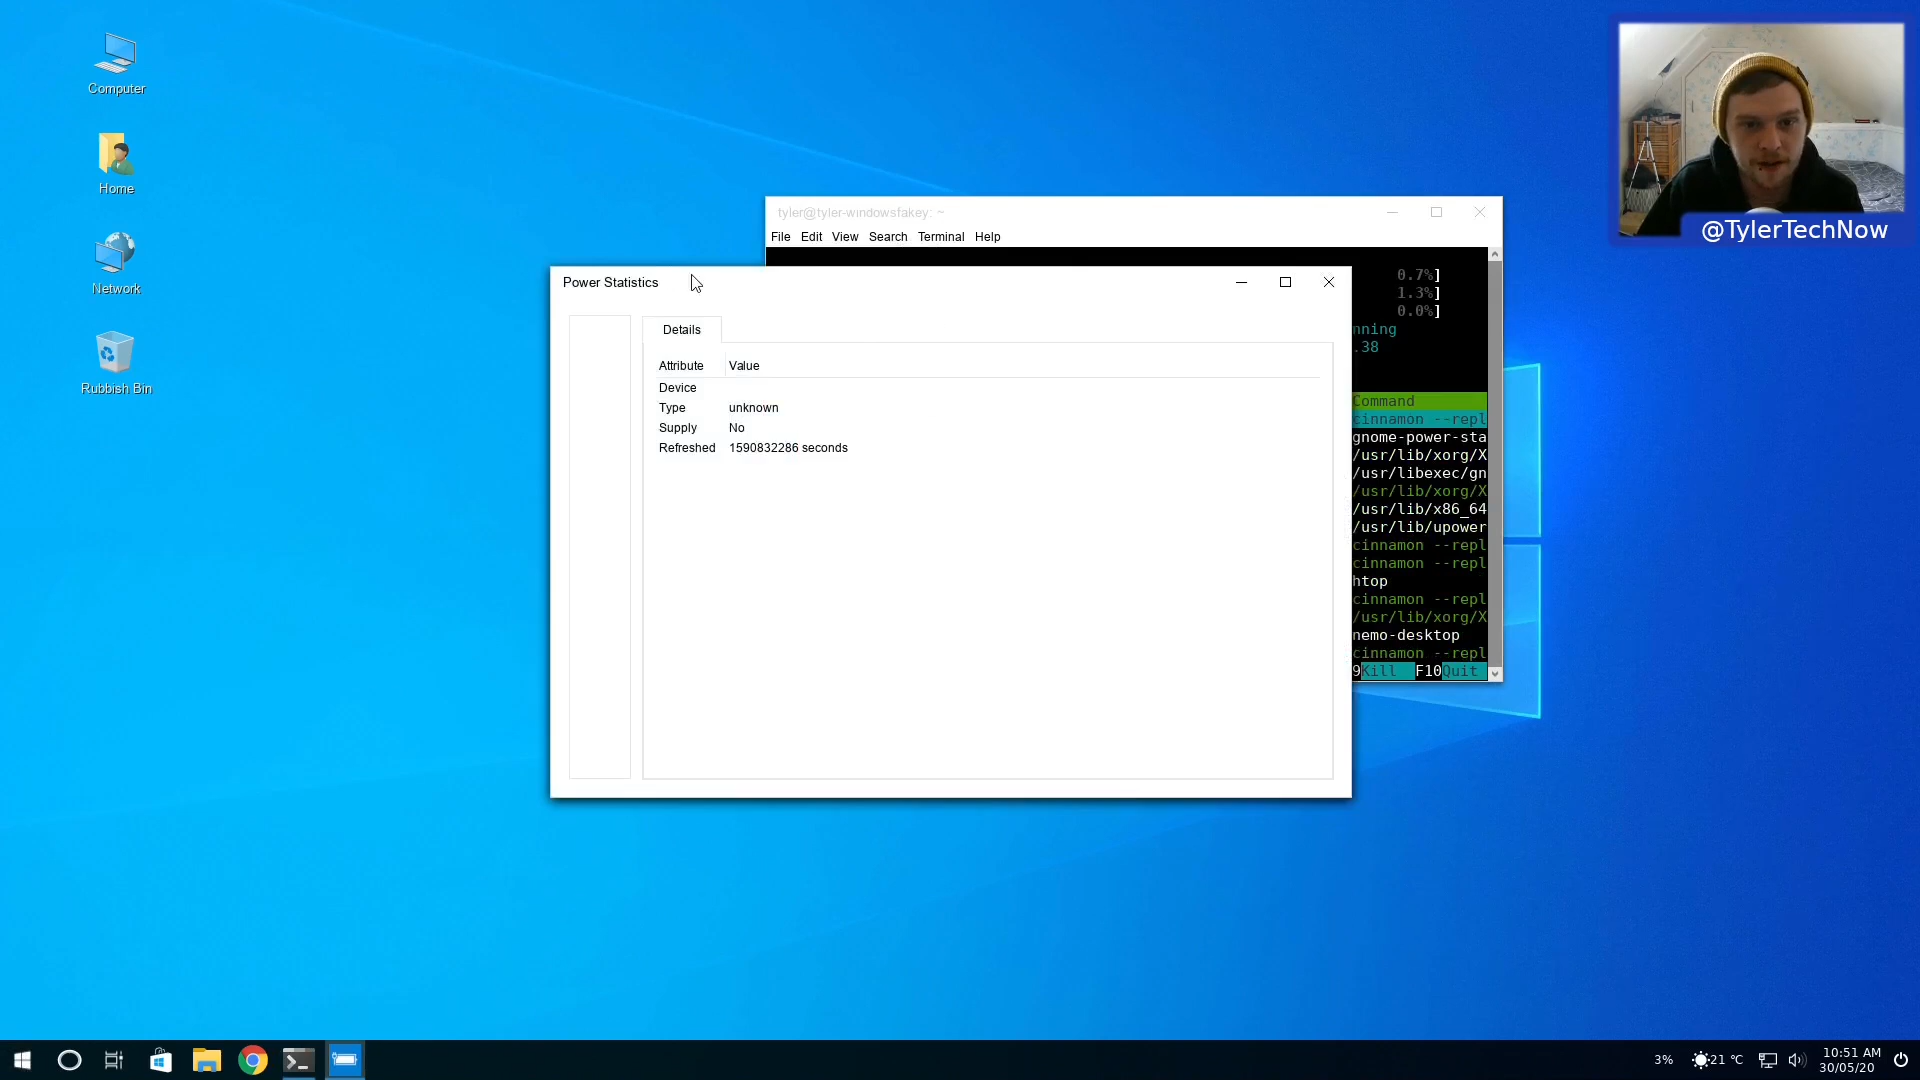 Computer
Home
Network
Rubbish Bin
@TylerTechNow
tyler@tyler-windowsfakey: ~
File Edit View Search Terminal Help
Power Statistics
Details
Attribute Value
Device
Type unknown
Supply No
Refreshed 1590832286 seconds
0.7%]
1.3%]
0.0%]
nning
.38
Command
cinnamon --repl
gnome-power-sta
/usr/lib/xorg/X
/usr/libexec/gn
/usr/lib/xorg/X
/usr/lib/x86_64
/usr/lib/upower
cinnamon --repl
cinnamon --repl
htop
cinnamon --repl
/usr/lib/xorg/X
nemo-desktop
cinnamon --repl
9Kill F10Quit
3% 21 °C 10:51 AM
30/05/20